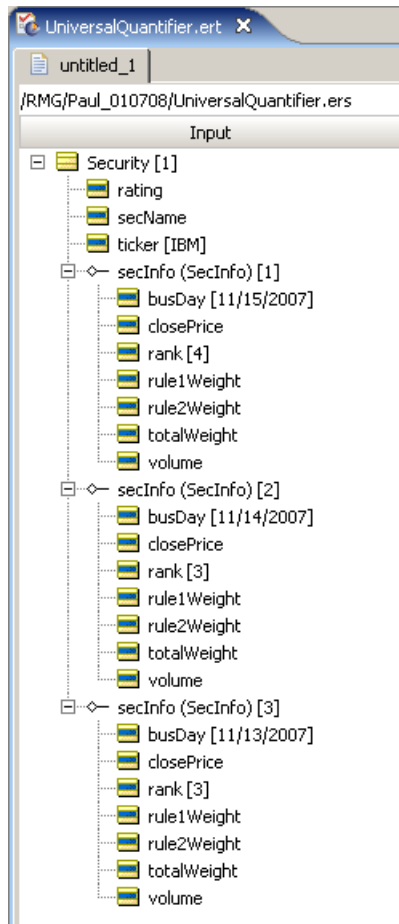 UniversalQuantifier.ert
untitled_1
/RMG/Paul_010708/UniversalQuantifier.ers
Input
Security [1]
rating
secName
ticker [IBM]
secInfo (SecInfo) [1]
busDay [11/15/2007]
closePrice
rank [4]
rule1Weight
rule2Weight
totalWeight
volume
secInfo (SecInfo) [2]
busDay [11/14/2007]
closePrice
rank [3]
rule1Weight
rule2Weight
totalWeight
volume
secInfo (SecInfo) [3]
busDay [11/13/2007]
closePrice
rank [3]
rule1Weight
rule2Weight
totalWeight
volume